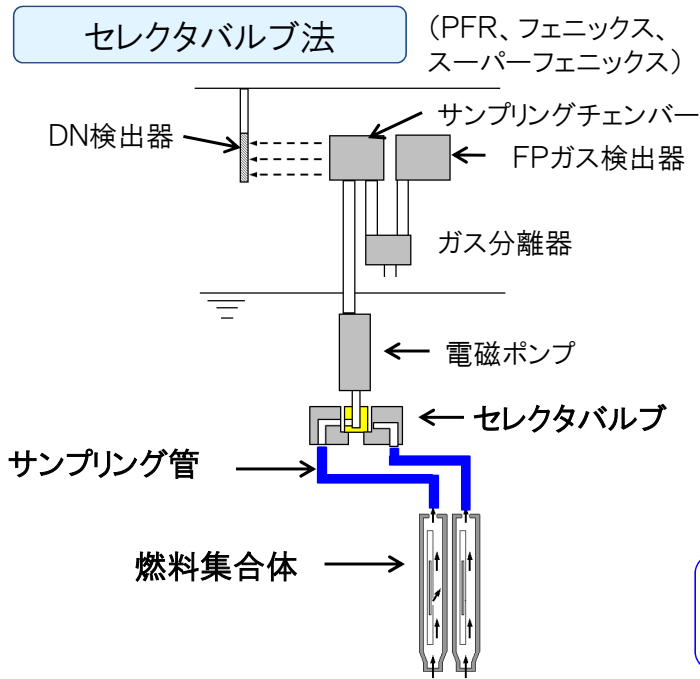 セレクタバルブ法
(PFR、フェニックス、
スーパーフェニックス)
サンプリングチェンバー
DN検出器
FPガス検出器
ガス分離器
電磁ポンプ
セレクタバルブ
サンプリング管
燃料集合体